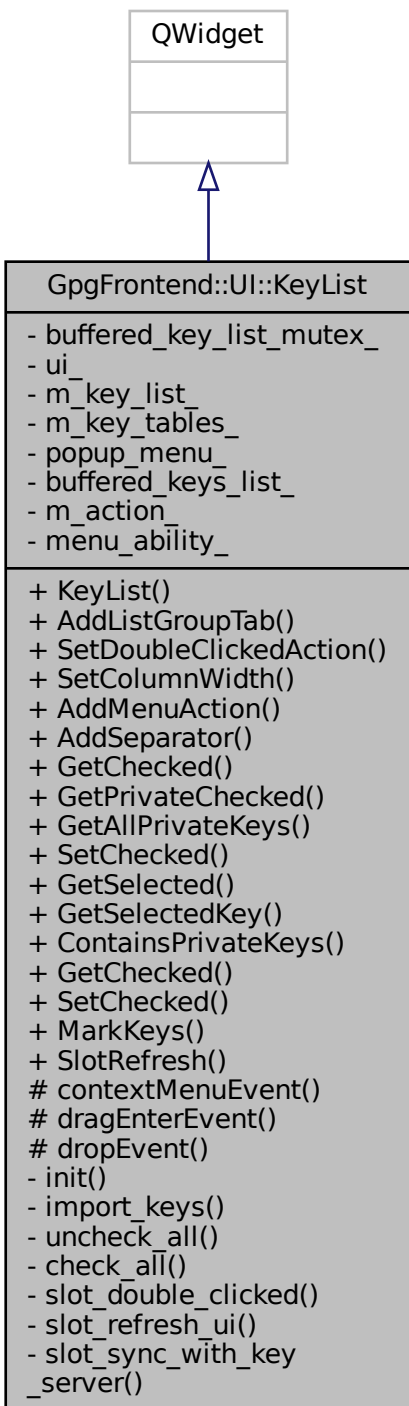 QWidget
GpgFrontend::UI::KeyList
- buffered_key_list_mutex_
- ui_
- m_key_list_
- m_key_tables_
- popup_menu_
- buffered_keys_list_
- m_action_
- menu_ability_
+ KeyList()
+ AddListGroupTab()
+ SetDoubleClickedAction()
+ SetColumnWidth()
+ AddMenuAction()
+ AddSeparator()
+ GetChecked()
+ GetPrivateChecked()
+ GetAllPrivateKeys()
+ SetChecked()
+ GetSelected()
+ GetSelectedKey()
+ ContainsPrivateKeys()
+ GetChecked()
+ SetChecked()
+ MarkKeys()
+ SlotRefresh()
# contextMenuEvent()
# dragEnterEvent()
# dropEvent()
- init()
- import_keys()
- uncheck_all()
- check_all()
- slot_double_clicked()
- slot_refresh_ui()
- slot_sync_with_key
_server()